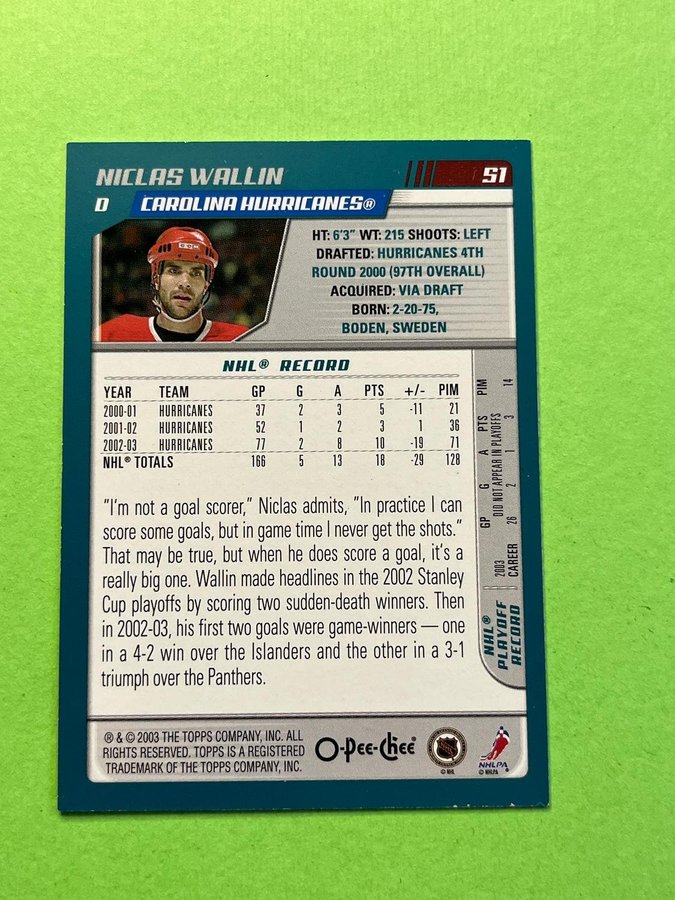 NICLAS WALLIN 51
D CAROLINA HURRICANES®
HT: 6'3" WT: 215 SHOOTS: LEFT
DRAFTED: HURRICANES 4TH
ROUND 2000 (97TH OVERALL)
ACQUIRED: VIA DRAFT
BORN: 2-20-75,
BODEN, SWEDEN
CCM
NHL® RECORD
YEAR TEAM GP G A PTS +/- PIM
2000-01 HURRICANES 37 2 3 5 -11 21
2001-02 HURRICANES 52 1 2 3 1 36
2002-03 HURRICANES 77 2 8 10 -19 71
NHL® TOTALS 166 5 13 18 -29 128
NHL®
PLAYOFF
RECORD
GP G A PTS PIM
2003 DID NOT APPEAR IN PLAYOFFS
CAREER 26 2 1 3 14
"I'm not a goal scorer," Niclas admits, "In practice I can
score some goals, but in game time I never get the shots."
That may be true, but when he does score a goal, it's a
really big one. Wallin made headlines in the 2002 Stanley
Cup playoffs by scoring two sudden-death winners. Then
in 2002-03, his first two goals were game-winners — one
in a 4-2 win over the Islanders and the other in a 3-1
triumph over the Panthers.
® & © 2003 THE TOPPS COMPANY, INC. ALL
RIGHTS RESERVED. TOPPS IS A REGISTERED
TRADEMARK OF THE TOPPS COMPANY, INC.
O-Pee-Chee
NHL
© NHL
NHLPA
© NHLPA ®